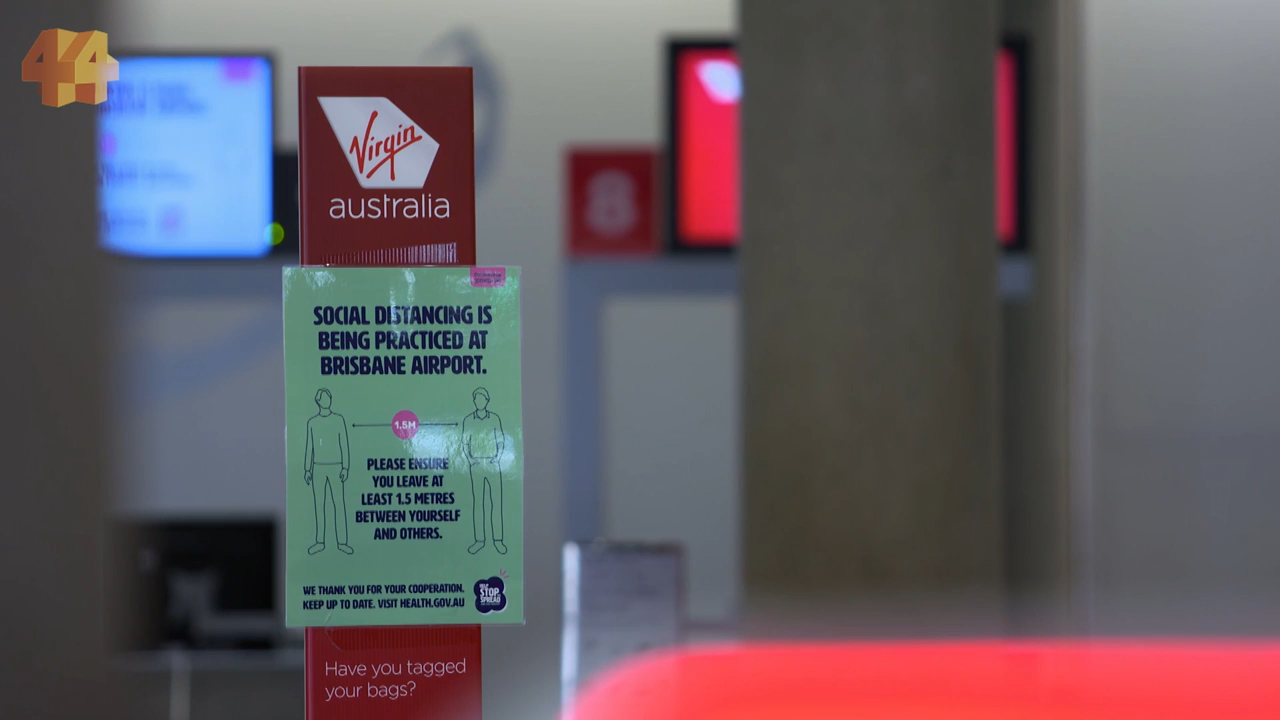 44
Virgin
australia
SOCIAL DISTANCING IS
BEING PRACTICED AT
BRISBANE AIRPORT.
1.5M
PLEASE ENSURE
YOU LEAVE AT
LEAST 1.5 METRES
BETWEEN YOURSELF
AND OTHERS.
WE THANK YOU FOR YOUR COOPERATION.
KEEP UP TO DATE. VISIT HEALTH.GOV.AU
STOP
SPREAD
Have you tagged
your bags?
8